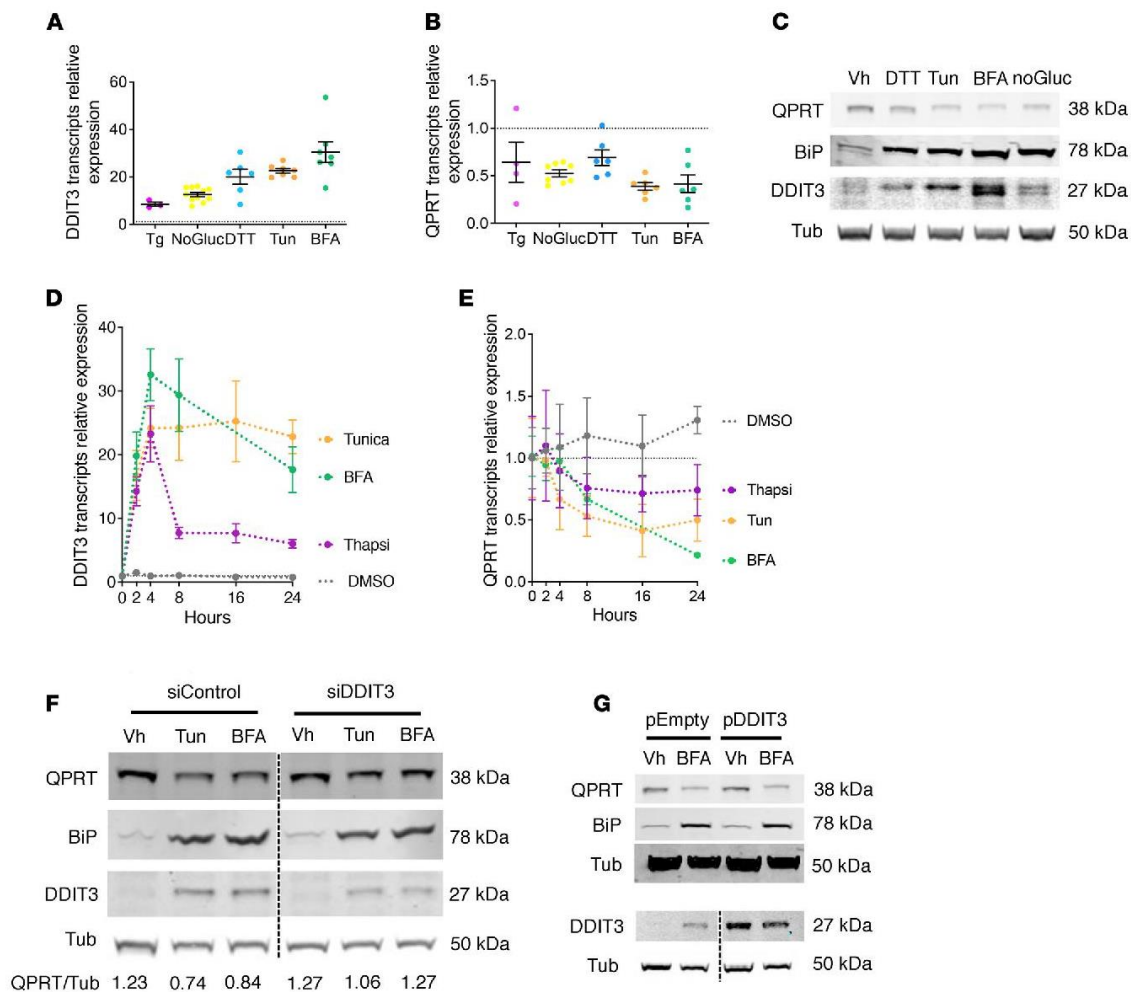 A
DDIT3 transcripts relative
expression
60
40
20
0
Tg NoGluc DTT Tun BFA
B
QPRT transcripts relative
expression
1.5
1.0
0.5
0.0
Tg NoGluc DTT Tun BFA
C
Vh DTT Tun BFA noGluc
QPRT 38 kDa
BiP 78 kDa
DDIT3 27 kDa
Tub 50 kDa
D
DDIT3 transcripts relative expression
40
30
20
10
0
0 2 4 8 16 24
Hours
Tunica
BFA
Thapsi
DMSO
E
QPRT transcripts relative expression
2.0
1.5
1.0
0.5
0.0
0 2 4 8 16 24
Hours
DMSO
Thapsi
Tun
BFA
F
siControl siDDIT3
Vh Tun BFA Vh Tun BFA
QPRT 38 kDa
BiP 78 kDa
DDIT3 27 kDa
Tub 50 kDa
QPRT/Tub 1.23 0.74 0.84 1.27 1.06 1.27
G
pEmpty pDDIT3
Vh BFA Vh BFA
QPRT 38 kDa
BiP 78 kDa
Tub 50 kDa
DDIT3 27 kDa
Tub 50 kDa